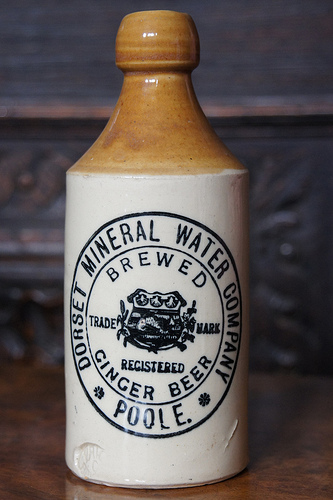 DORSET MINERAL WATER COMPANY
BREWED
TRADE MARK
REGISTERED
GINGER BEER
POOLE.